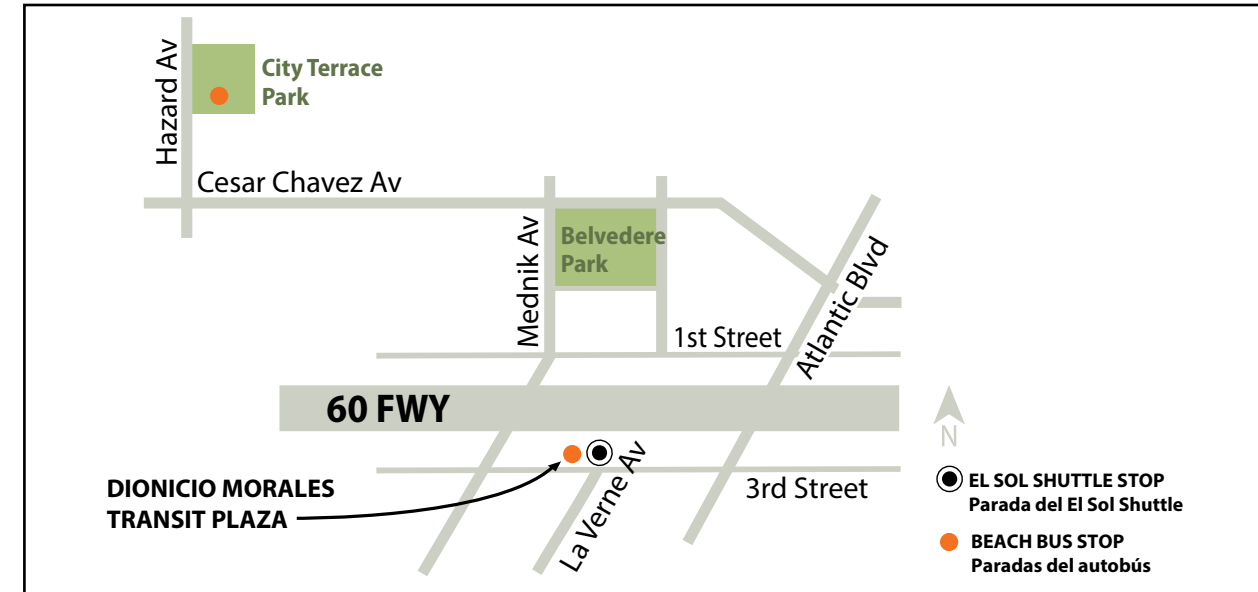 Hazard Av
City Terrace
Park
Cesar Chavez Av
Mednik Av
Belvedere
Park
Atlantic Blvd
1st Street
60 FWY
N
DIONICIO MORALES
TRANSIT PLAZA
La Verne Av
3rd Street
EL SOL SHUTTLE STOP
Parada del El Sol Shuttle
BEACH BUS STOP
Paradas del autobús